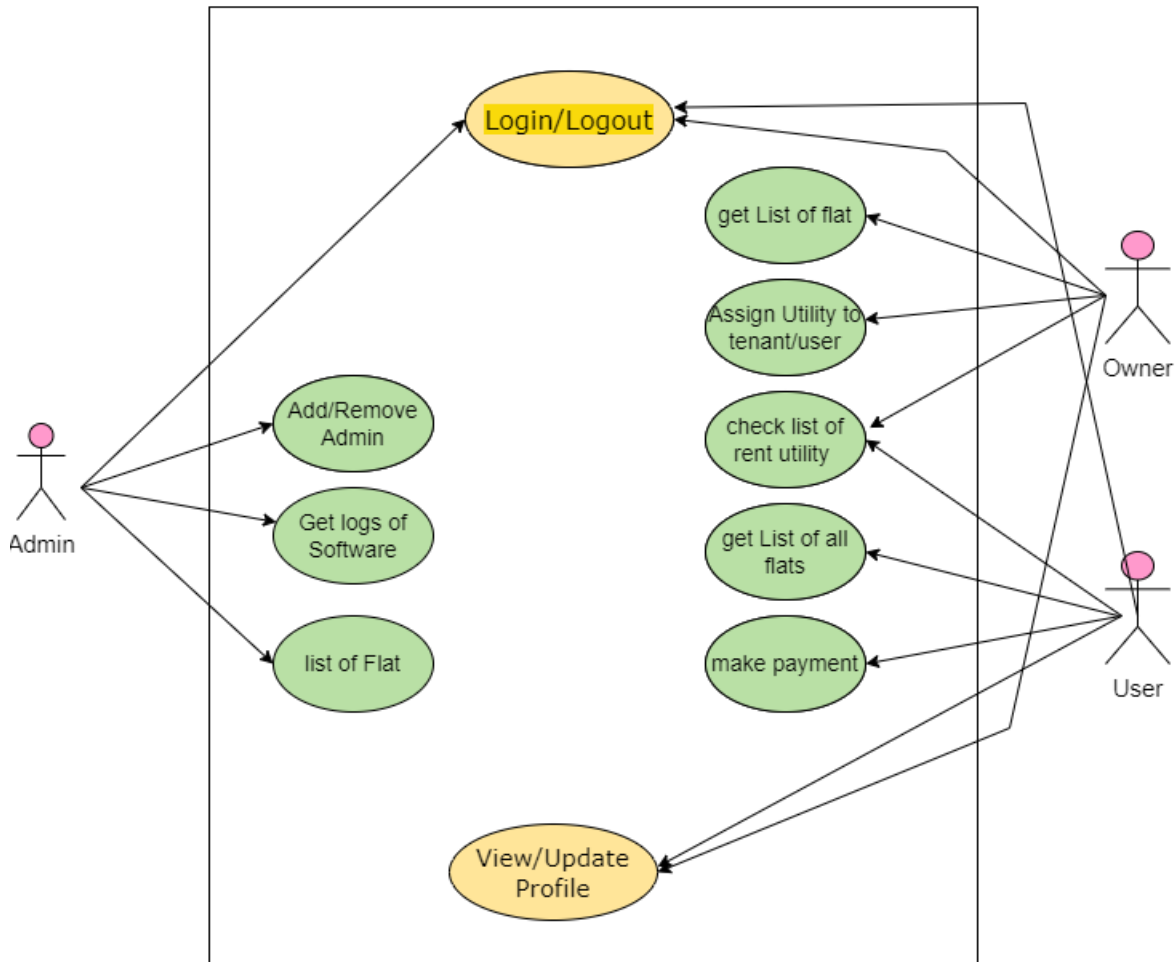 Login/Logout
get List of flat
Assign Utility to
tenant/user
Owner
Add/Remove
Admin
check list of
rent utility
Admin
Get logs of
Software
get List of all
flats
list of Flat
make payment
User
View/Update
Profile